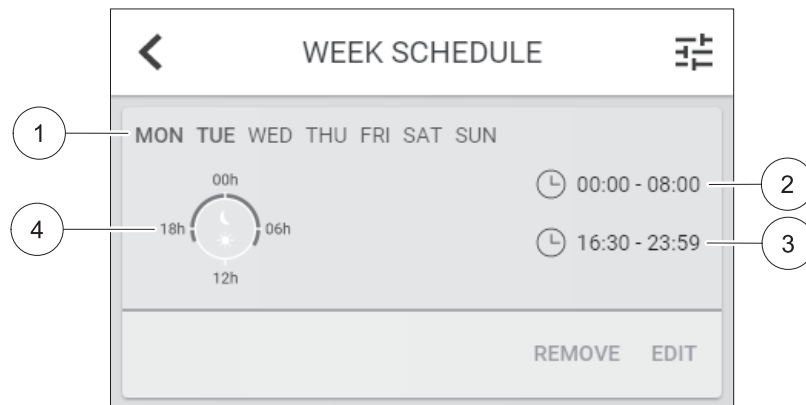 WEEK SCHEDULE
1
MON TUE WED THU FRI SAT SUN
00h
00:00 - 08:00
2
4
18h
06h
16:30 - 23:59
3
12h
REMOVE EDIT